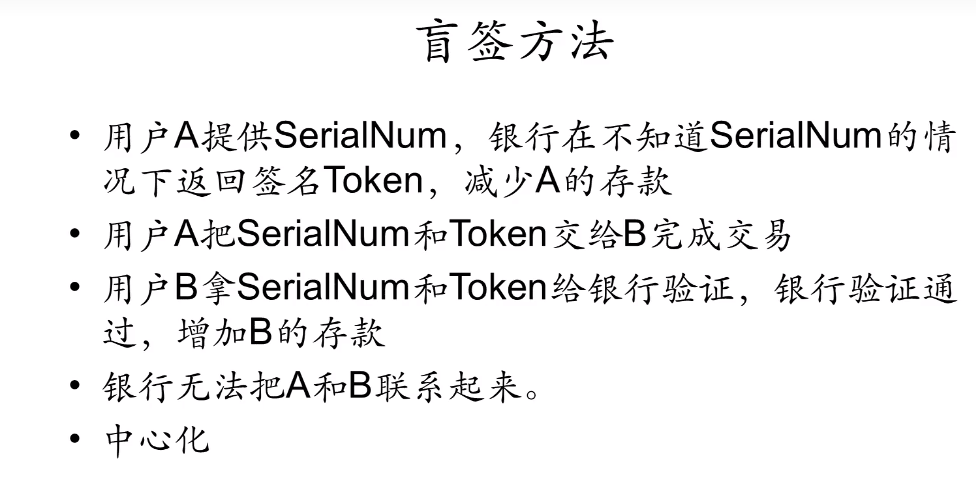 盲签方法
• 用户A提供SerialNum，银行在不知道SerialNum的情
况下返回签名Token，减少A的存款
• 用户A把SerialNum和Token交给B完成交易
• 用户B拿SerialNum和Token给银行验证，银行验证通
过，增加B的存款
• 银行无法把A和B联系起来。
• 中心化